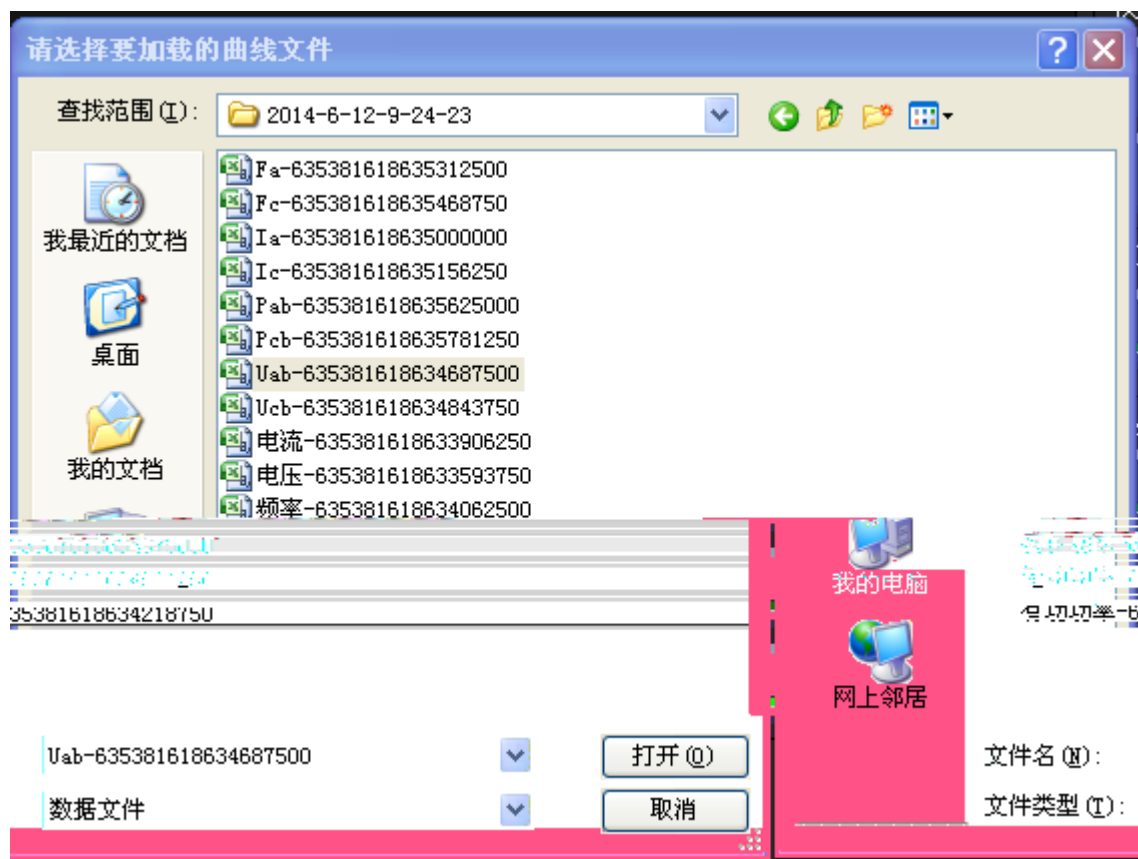 请选择要加载的曲线文件
查找范围(I):
2014-6-12-9-24-23
我最近的文档
桌面
我的文档
Fa-635381618635312500
Fc-635381618635468750
Ia-635381618635000000
Ic-635381618635156250
Pab-635381618635625000
Pcb-635381618635781250
Uab-635381618634687500
Ucb-635381618634843750
电流-635381618633906250
电压-635381618633593750
频率-635381618634062500
35381618634218750
我的电脑
网上邻居
Uab-635381618634687500
打开(O)
文件名(N):
数据文件
取消
文件类型(T):